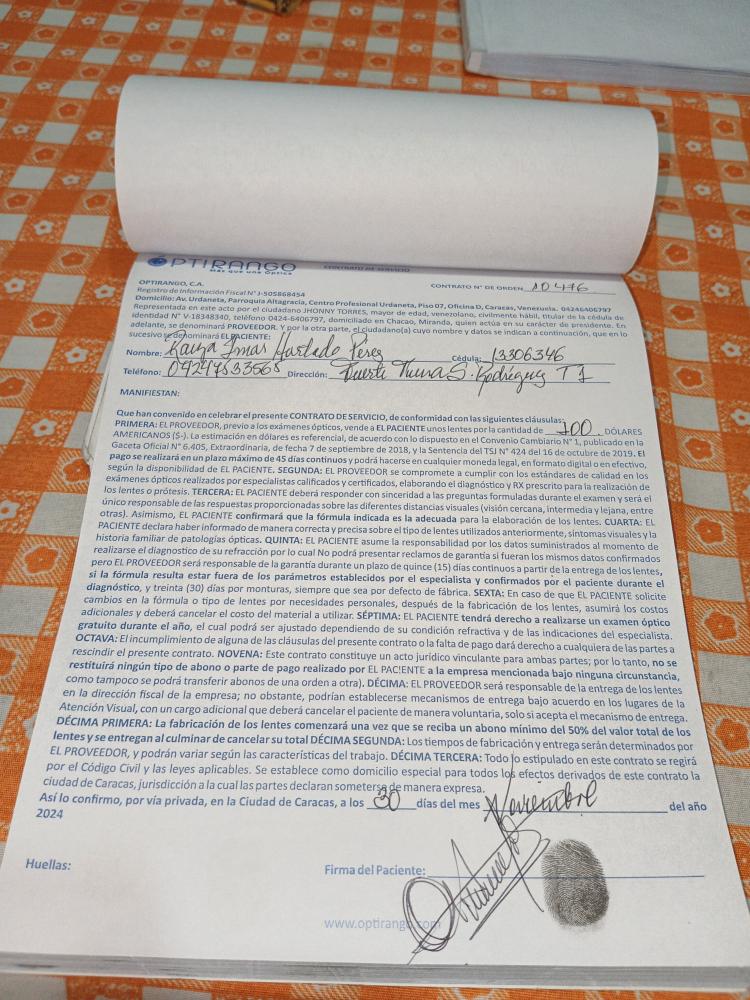 OPTIRANGO
Más que una Óptica
CONTRATO DE SERVICIO
OPTIRANGO, C.A.
CONTRATO N° DE ORDEN 10476
Registro de Información Fiscal N° J-505868454
Domicilio: Av. Urdaneta, Parroquia Altagracia, Centro Profesional Urdaneta, Piso 07, Oficina D, Caracas, Venezuela. 04246406797
Representada en este acto por el ciudadano JHONNY TORRES, mayor de edad, venezolano, civilmente hábil, titular de la cédula de
identidad N° V-18348340, teléfono 0424-6406797, domiciliado en Chacao, Miranda, quien actúa en su carácter de presidente. En
adelante, se denominará PROVEEDOR. Y por la otra parte, el ciudadano(a) cuyo nombre y datos se indican a continuación, que en lo
sucesivo se denominará EL PACIENTE:
Nombre: Hurtado Perez Cédula: 13306346
Teléfono: 04247533568 Dirección: S. Rodriguez T 1
MANIFIESTAN:
Que han convenido en celebrar el presente CONTRATO DE SERVICIO, de conformidad con las siguientes cláusulas:
PRIMERA: EL PROVEEDOR, previo a los exámenes ópticos, vende a EL PACIENTE unos lentes por la cantidad de 100 DÓLARES
AMERICANOS ($-). La estimación en dólares es referencial, de acuerdo con lo dispuesto en el Convenio Cambiario N° 1, publicado en la
Gaceta Oficial N° 6.405, Extraordinaria, de fecha 7 de septiembre de 2018, y la Sentencia del TSJ N° 424 del 16 de octubre de 2019. El
pago se realizará en un plazo máximo de 45 días continuos y podrá hacerse en cualquier moneda legal, en formato digital o en efectivo,
según la disponibilidad de EL PACIENTE. SEGUNDA: EL PROVEEDOR se compromete a cumplir con los estándares de calidad en los
exámenes ópticos realizados por especialistas calificados y certificados, elaborando el diagnóstico y RX prescrito para la realización de
los lentes o prótesis. TERCERA: EL PACIENTE deberá responder con sinceridad a las preguntas formuladas durante el examen y será el
único responsable de las respuestas proporcionadas sobre las diferentes distancias visuales (visión cercana, intermedia y lejana, entre
otras). Asimismo, EL PACIENTE confirmará que la fórmula indicada es la adecuada para la elaboración de los lentes. CUARTA: EL
PACIENTE declara haber informado de manera correcta y precisa sobre el tipo de lentes utilizados anteriormente, síntomas visuales y la
historia familiar de patologías ópticas. QUINTA: EL PACIENTE asume la responsabilidad por los datos suministrados al momento de
realizarse el diagnostico de su refracción por lo cual No podrá presentar reclamos de garantía si fueran los mismos datos confirmados
pero EL PROVEEDOR será responsable de la garantía durante un plazo de quince (15) días continuos a partir de la entrega de los lentes,
si la fórmula resulta estar fuera de los parámetros establecidos por el especialista y confirmados por el paciente durante el
diagnóstico, y treinta (30) días por monturas, siempre que sea por defecto de fábrica. SEXTA: En caso de que EL PACIENTE solicite
cambios en la fórmula o tipo de lentes por necesidades personales, después de la fabricación de los lentes, asumirá los costos
adicionales y deberá cancelar el costo del material a utilizar. SÉPTIMA: EL PACIENTE tendrá derecho a realizarse un examen óptico
gratuito durante el año, el cual podrá ser ajustado dependiendo de su condición refractiva y de las indicaciones del especialista.
OCTAVA: El incumplimiento de alguna de las cláusulas del presente contrato o la falta de pago dará derecho a cualquiera de las partes a
rescindir el presente contrato. NOVENA: Este contrato constituye un acto jurídico vinculante para ambas partes; por lo tanto, no se
restituirá ningún tipo de abono o parte de pago realizado por EL PACIENTE a la empresa mencionada bajo ninguna circunstancia,
como tampoco se podrá transferir abonos de una orden a otra). DÉCIMA: EL PROVEEDOR será responsable de la entrega de los lentes
en la dirección fiscal de la empresa; no obstante, podrían establecerse mecanismos de entrega bajo acuerdo en los lugares de la
Atención Visual, con un cargo adicional que deberá cancelar el paciente de manera voluntaria, solo si acepta el mecanismo de entrega.
DÉCIMA PRIMERA: La fabricación de los lentes comenzará una vez que se reciba un abono mínimo del 50% del valor total de los
lentes y se entregan al culminar de cancelar su total DÉCIMA SEGUNDA: Los tiempos de fabricación y entrega serán determinados por
EL PROVEEDOR, y podrán variar según las características del trabajo. DÉCIMA TERCERA: Todo lo estipulado en este contrato se regirá
por el Código Civil y las leyes aplicables. Se establece como domicilio especial para todos los efectos derivados de este contrato la
ciudad de Caracas, jurisdicción a la cual las partes declaran someterse de manera expresa.
Así lo confirmo, por vía privada, en la Ciudad de Caracas, a los 30 días del mes Noviembre del año
2024
Huellas:
Firma del Paciente:
www.optirango.com